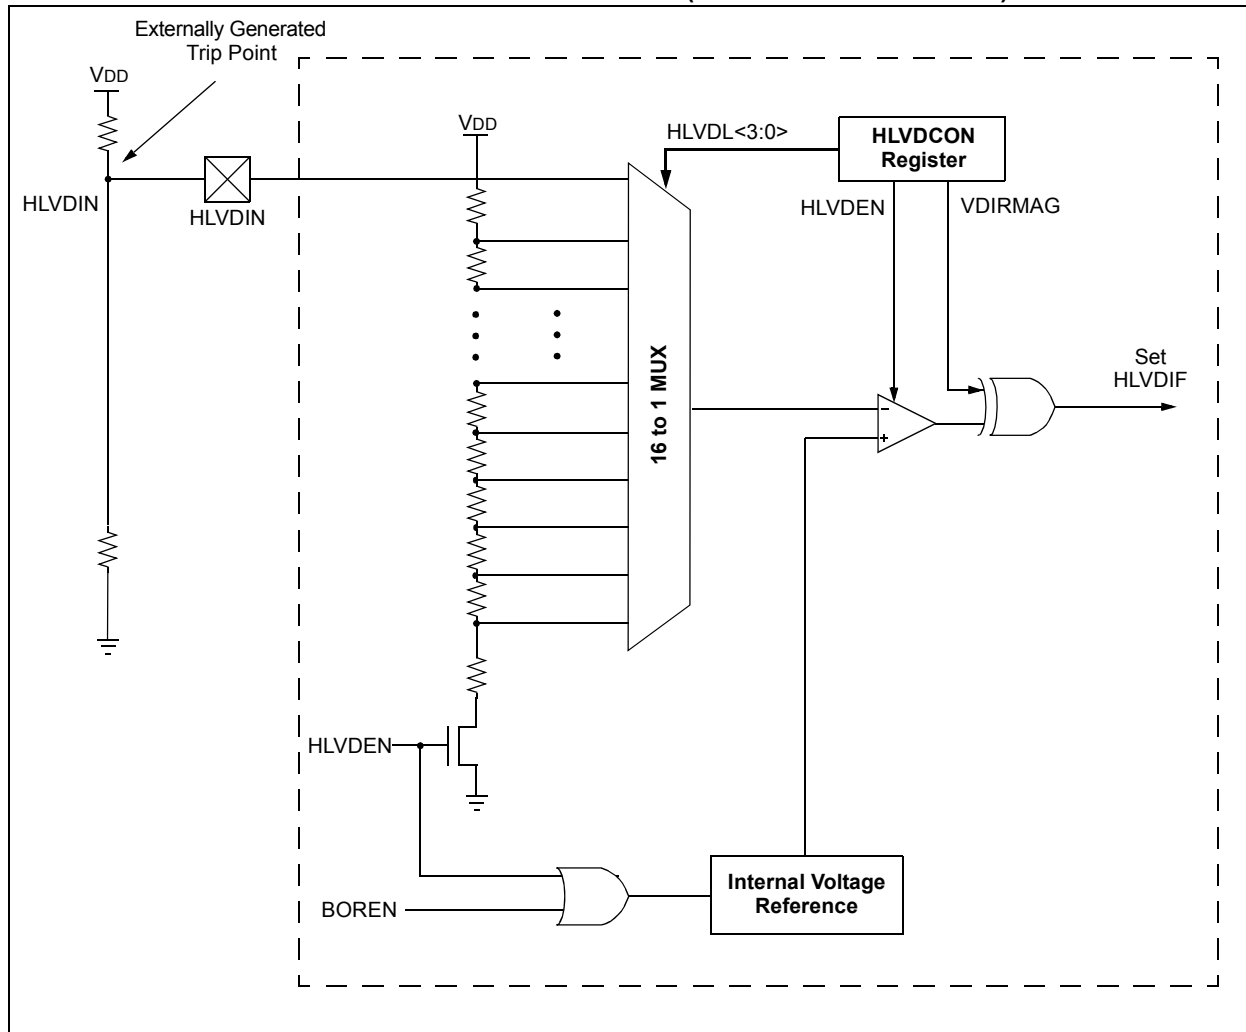 Externally Generated
Trip Point
VDD
VDD
HLVDL<3:0>
HLVDCON
Register
HLVDIN
HLVDIN
HLVDEN
VDIRMAG
16 to 1 MUX
Set
HLVDIF
–
+
HLVDEN
BOREN
Internal Voltage
Reference